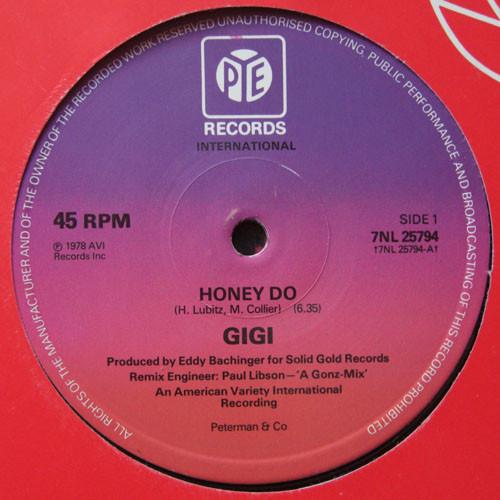 PYE
RECORDS
INTERNATIONAL
ALL RIGHTS OF THE MANUFACTURER AND OF THE OWNER OF THE RECORDED WORK RESERVED UNAUTHORISED COPYING, PUBLIC PERFORMANCE AND BROADCASTING OF THIS RECORD PROHIBITED
45 RPM
℗ 1978 AVI
Records Inc
SIDE 1
7NL 25794
†7NL 25794-A†
HONEY DO
(H. Lubitz, M. Collier) (6.35)
GIGI
Produced by Eddy Bachinger for Solid Gold Records
Remix Engineer: Paul Libson—‘A Gonz-Mix’
An American Variety International
Recording
Peterman & Co